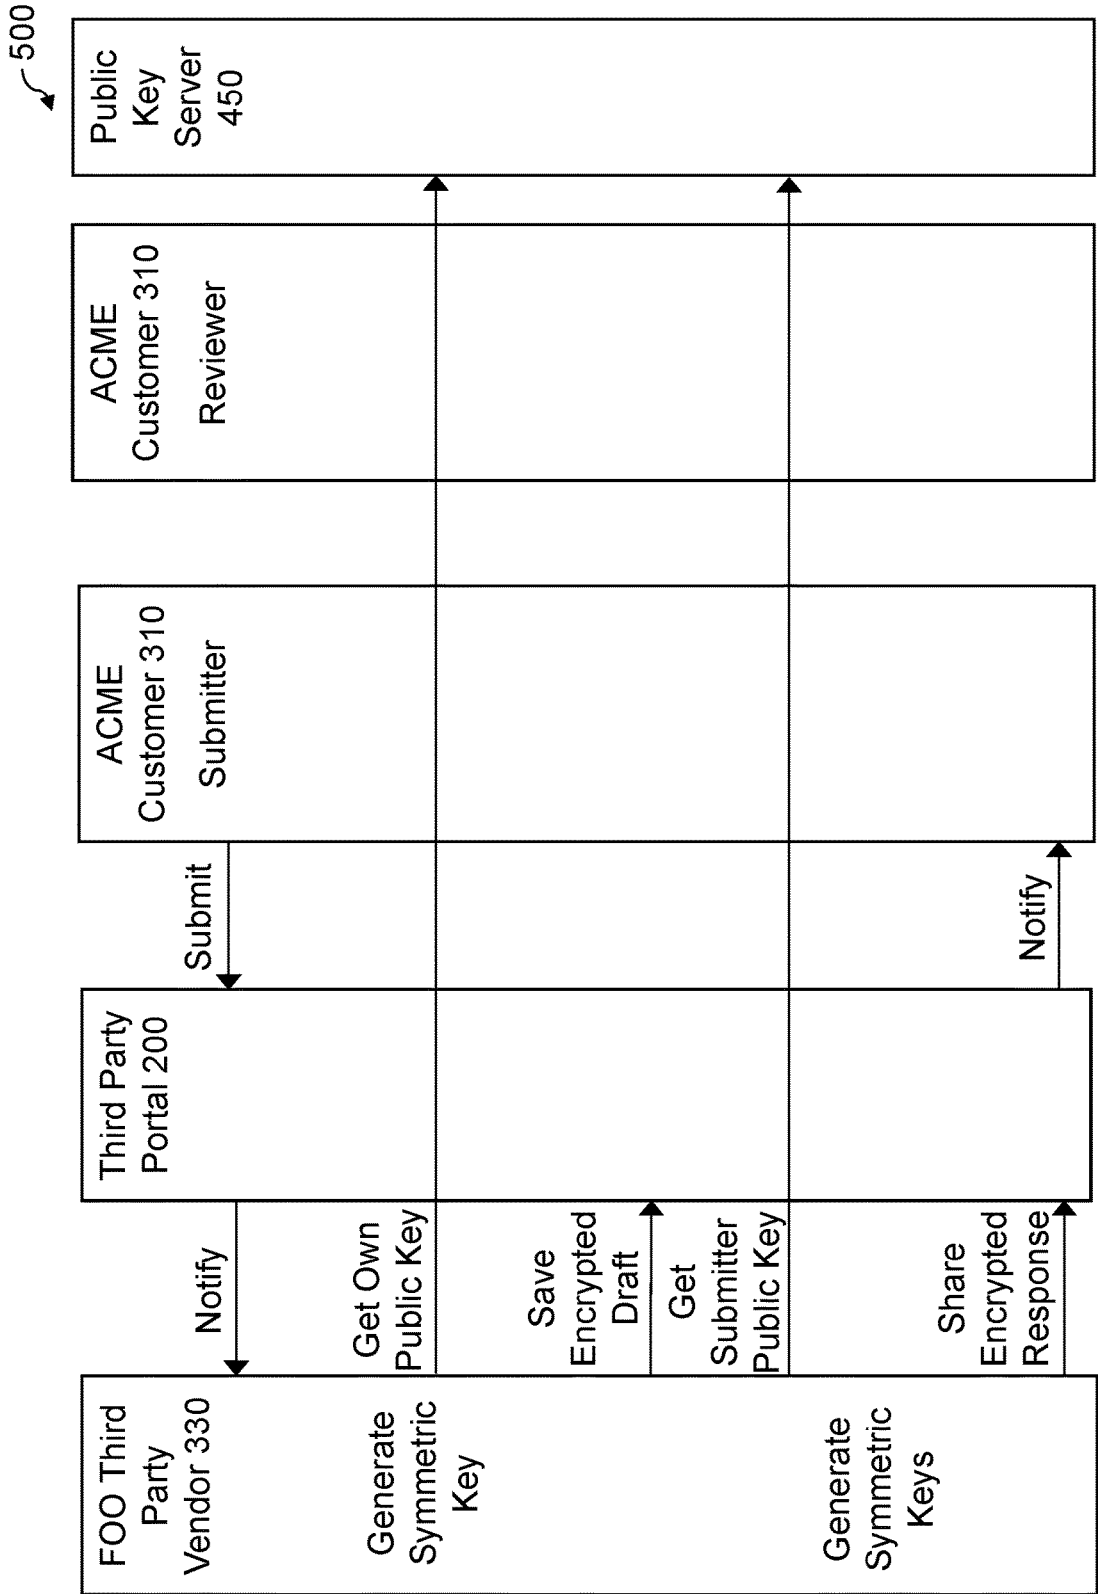 500
FOO Third
Party
Vendor 330
Third Party
Portal 200
ACME
Customer 310
Submitter
ACME
Customer 310
Reviewer
Public
Key
Server
450
Submit
Notify
Generate
Symmetric
Key
Get Own
Public Key
Save
Encrypted
Draft
Get
Submitter
Public Key
Generate
Symmetric
Keys
Share
Encrypted
Response
Notify